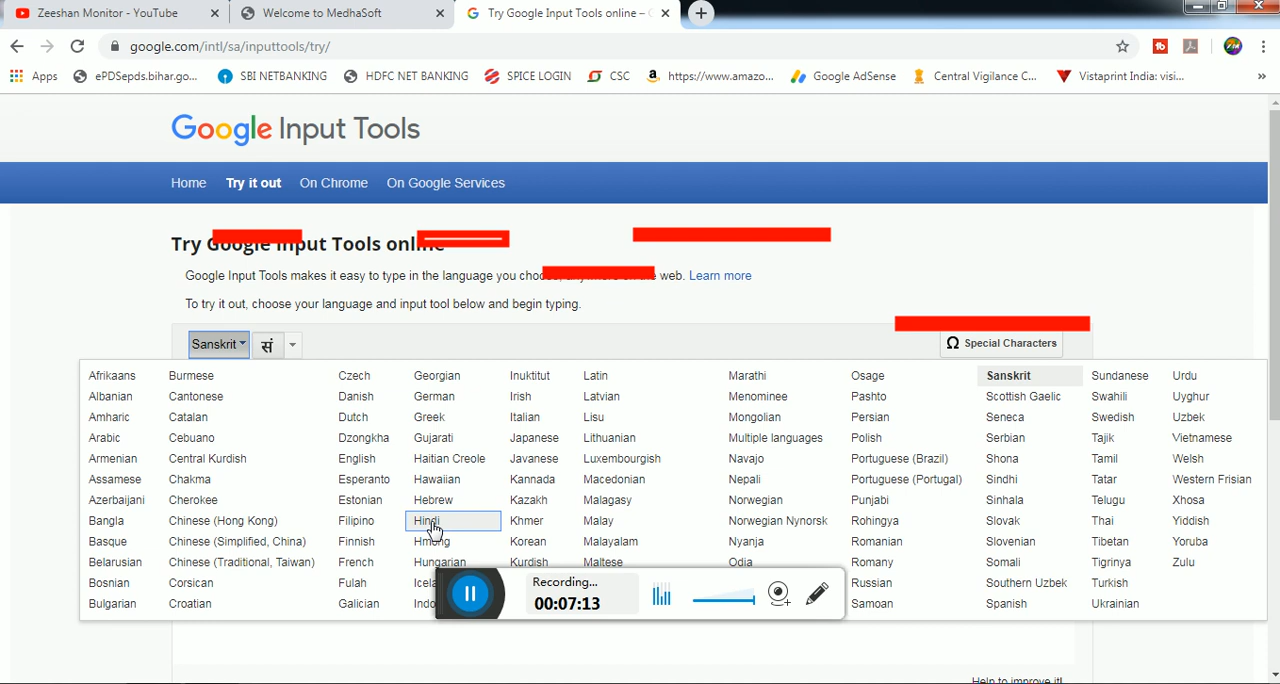 Zeeshan Monitor - YouTube
Welcome to MedhaSoft
Try Google Input Tools online –
google.com/intl/sa/inputtools/try/
Apps ePDSepds.bihar.go... SBI NETBANKING HDFC NET BANKING SPICE LOGIN CSC https://www.amazo... Google AdSense Central Vigilance C... Vistaprint India: visi... »
Google Input Tools
Home Try it out On Chrome On Google Services
Try Google Input Tools online
Google Input Tools makes it easy to type in the language you web. Learn more
To try it out, choose your language and input tool below and begin typing.
Sanskrit सं Ω Special Characters
Afrikaans Burmese Czech Georgian Inuktitut Latin Marathi Osage Sanskrit Sundanese Urdu
Albanian Cantonese Danish German Irish Latvian Menominee Pashto Scottish Gaelic Swahili Uyghur
Amharic Catalan Dutch Greek Italian Lisu Mongolian Persian Seneca Swedish Uzbek
Arabic Cebuano Dzongkha Gujarati Japanese Lithuanian Multiple languages Polish Serbian Tajik Vietnamese
Armenian Central Kurdish English Haitian Creole Javanese Luxembourgish Navajo Portuguese (Brazil) Shona Tamil Welsh
Assamese Chakma Esperanto Hawaiian Kannada Macedonian Nepali Portuguese (Portugal) Sindhi Tatar Western Frisian
Azerbaijani Cherokee Estonian Hebrew Kazakh Malagasy Norwegian Punjabi Sinhala Telugu Xhosa
Bangla Chinese (Hong Kong) Filipino Hindi Khmer Malay Norwegian Nynorsk Rohingya Slovak Thai Yiddish
Basque Chinese (Simplified, China) Finnish Hmong Korean Malayalam Nyanja Romanian Slovenian Tibetan Yoruba
Belarusian Chinese (Traditional, Taiwan) French Hungarian Kurdish Maltese Odia Romany Somali Tigrinya Zulu
Bosnian Corsican Fulah Russian Southern Uzbek Turkish
Bulgarian Croatian Galician Samoan Spanish Ukrainian
Recording...
00:07:13
Help to improve it!